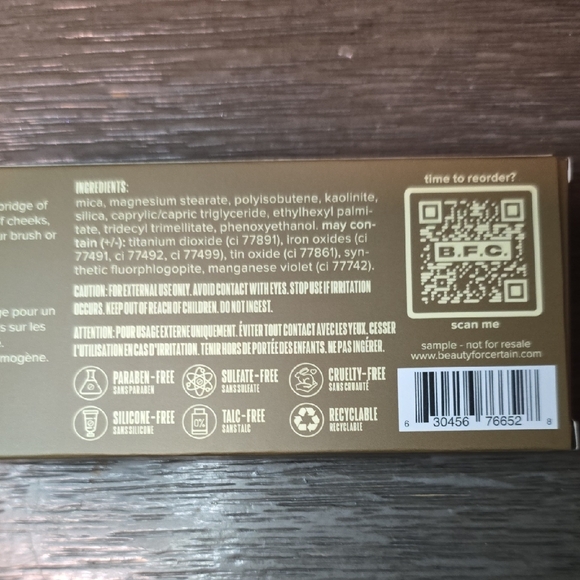 bridge of
f cheeks,
ur brush or
ge pour un
s sur les
e.
mogène.
INGREDIENTS:
mica, magnesium stearate, polyisobutene, kaolinite,
silica, caprylic/capric triglyceride, ethylhexyl palmi-
tate, tridecyl trimellitate, phenoxyethanol. may con-
tain (+/-): titanium dioxide (ci 77891), iron oxides (ci
77491, ci 77492, ci 77499), tin oxide (ci 77861), syn-
thetic fluorphlogopite, manganese violet (ci 77742).
CAUTION: FOR EXTERNAL USE ONLY. AVOID CONTACT WITH EYES. STOP USE IF IRRITATION
OCCURS. KEEP OUT OF REACH OF CHILDREN. DO NOT INGEST.
ATTENTION: POUR USAGE EXTERNE UNIQUEMENT. ÉVITER TOUT CONTACT AVEC LES YEUX. CESSER
L'UTILISATION EN CAS D'IRRITATION. TENIR HORS DE PORTÉE DES ENFANTS. NE PAS INGÉRER.
PARABEN-FREE
SANS PARABEN
SULFATE-FREE
SANS SULFATE
CRUELTY-FREE
SANS CRUAUTÉ
SILICONE-FREE
SANS SILICONE
0%
TALC-FREE
SANS TALC
RECYCLABLE
RECYCLABLE
time to reorder?
B.F.C.
scan me
sample - not for resale
www.beautyforcertain.com
6 30456 76652 8